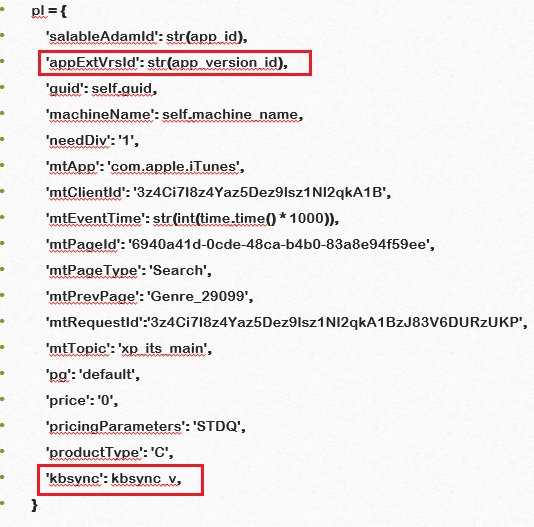 pl = {
'salableAdamId': str(app_id),
'appExtVrsId': str(app_version_id),
'guid': self.guid,
'machineName': self.machine_name,
'needDiv': '1',
'mtApp': 'com.apple.iTunes',
'mtClientId': '3z4Ci7I8z4Yaz5Dez9Isz1NI2qkA1B',
'mtEventTime': str(int(time.time() * 1000)),
'mtPageId': '6940a41d-0cde-48ca-b4b0-83a8e94f59ee',
'mtPageType': 'Search',
'mtPrevPage': 'Genre_29099',
'mtRequestId':'3z4Ci7I8z4Yaz5Dez9Isz1NI2qkA1BzJ83V6DURzUKP',
'mtTopic': 'xp_its_main',
'pg': 'default',
'price': '0',
'pricingParameters': 'STDQ',
'productType': 'C',
'kbsync': kbsync_v,
}